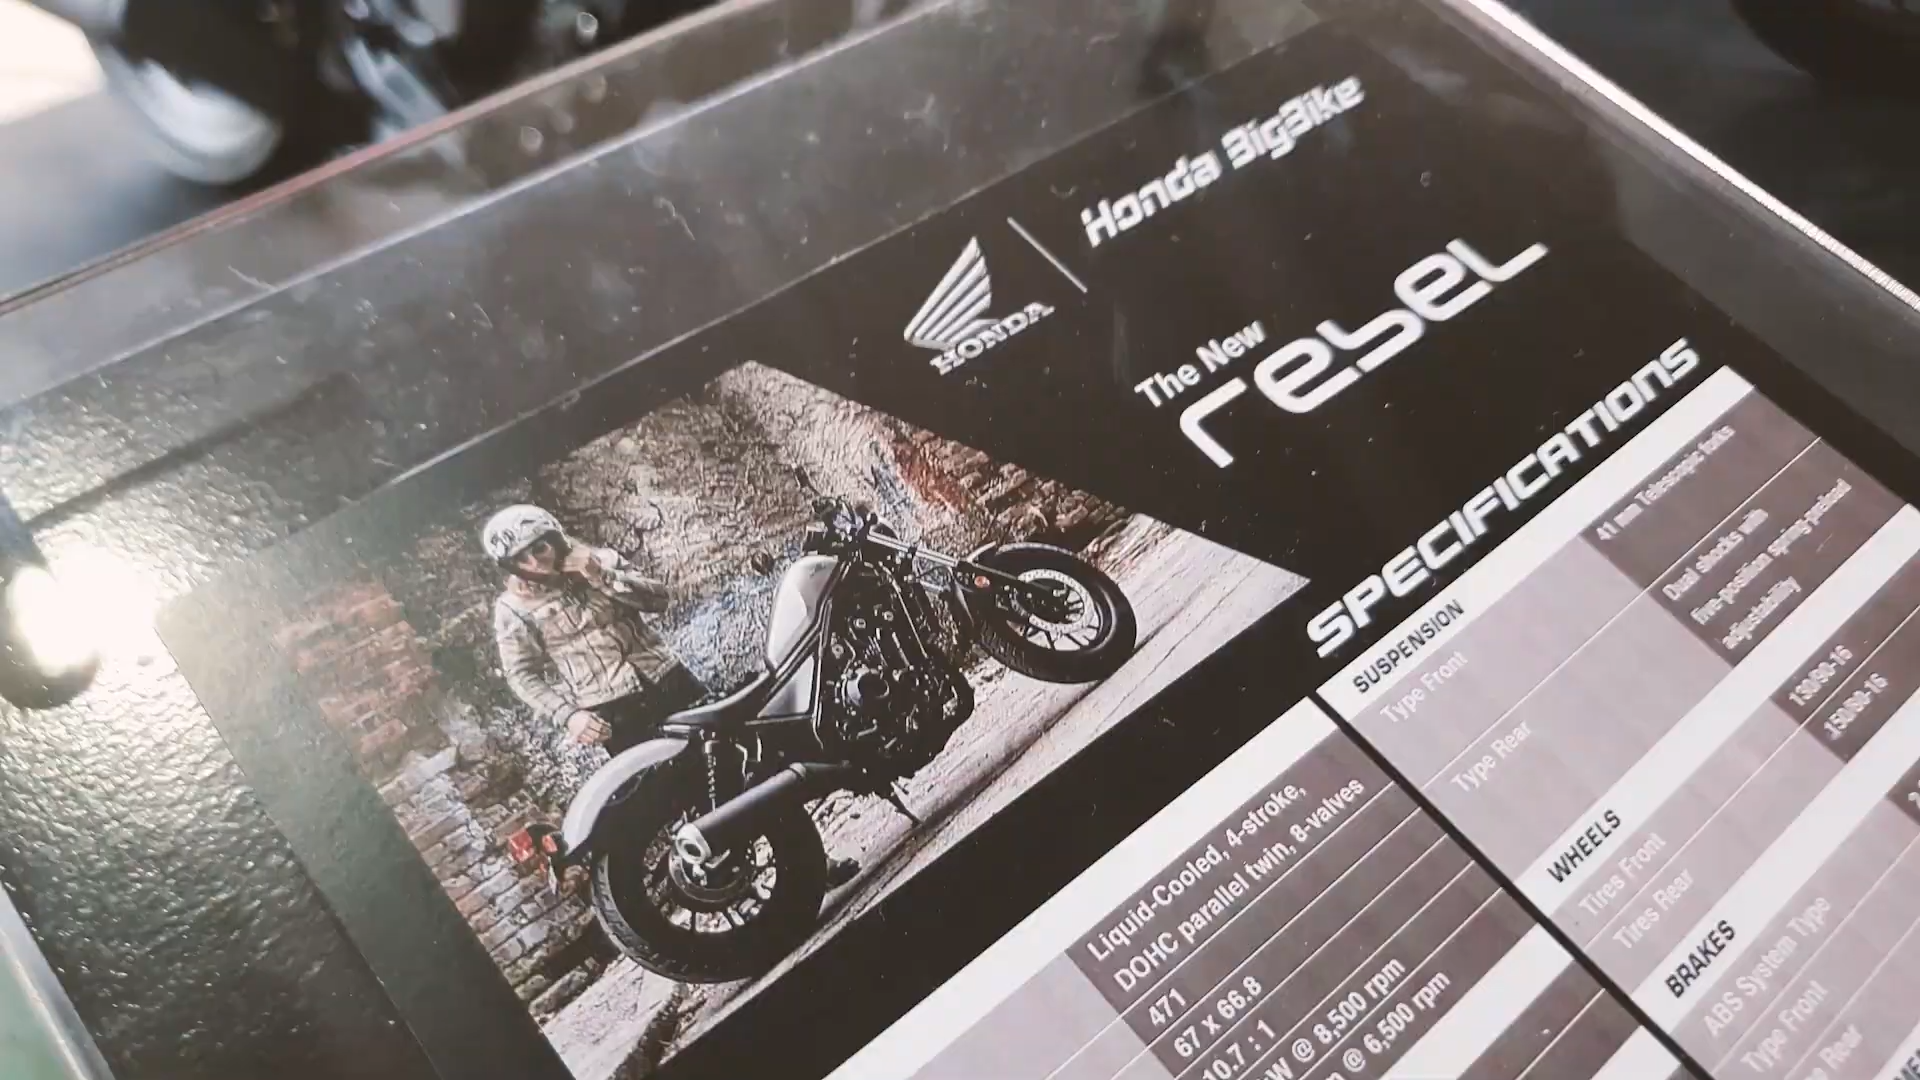 HONDA
Honda BigBike
The New
rebel
SPECIFICATIONS
Liquid-Cooled, 4-stroke,
DOHC parallel twin, 8-valves
471
67 x 66.8
10.7 : 1
@ 8,500 rpm
@ 6,500 rpm
SUSPENSION
Type Front
41 mm Telescopic forks
Type Rear
Dual shocks with
five-position spring preload
adjustability
WHEELS
Tires Front
130/90-16
Tires Rear
150/80-16
BRAKES
ABS System Type
Type Front
Rear